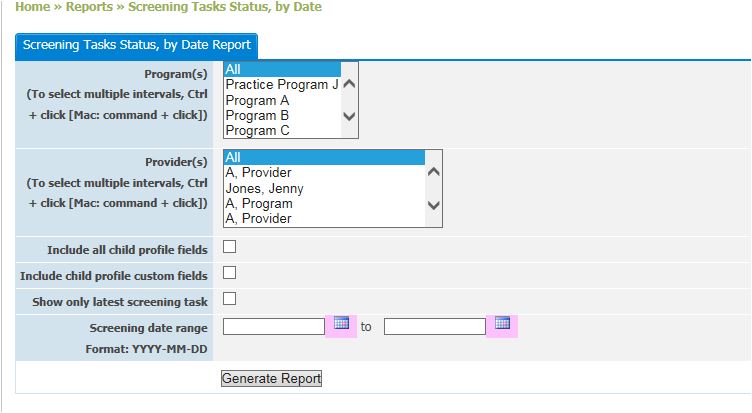 Home » Reports » Screening Tasks Status, by Date
Screening Tasks Status, by Date Report
Program(s)
(To select multiple intervals, Ctrl
+ click [Mac: command + click])
All
Practice Program J
Program A
Program B
Program C
Provider(s)
(To select multiple intervals, Ctrl
+ click [Mac: command + click])
All
A, Provider
Jones, Jenny
A, Program
A, Provider
Include all child profile fields
Include child profile custom fields
Show only latest screening task
Screening date range
Format: YYYY-MM-DD
to
Generate Report